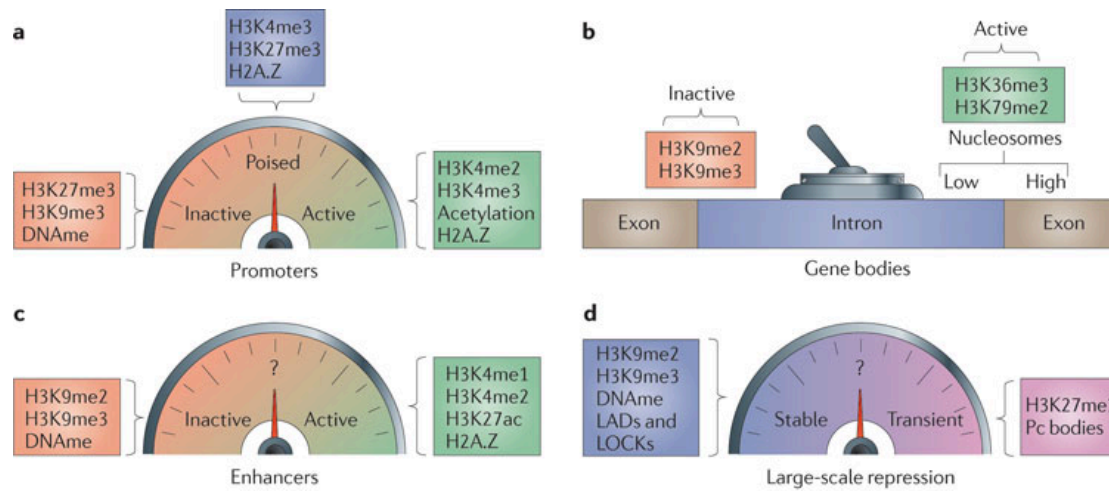 a
H3K4me3
H3K27me3
H2A.Z
Poised
H3K27me3
H3K9me3
DNAme
Inactive
Active
H3K4me2
H3K4me3
Acetylation
H2A.Z
Promoters
b
Inactive
H3K9me2
H3K9me3
Active
H3K36me3
H3K79me2
Nucleosomes
Low
High
Exon
Intron
Exon
Gene bodies
c
H3K9me2
H3K9me3
DNAme
?
Inactive
Active
H3K4me1
H3K4me2
H3K27ac
H2A.Z
Enhancers
d
H3K9me2
H3K9me3
DNAme
LADs and
LOCKs
?
Stable
Transient
H3K27me
Pc bodies
Large-scale repression